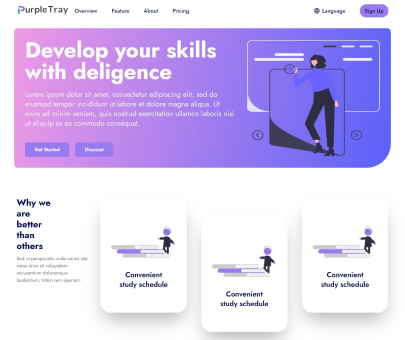 PurpleTray
Overview
Feature
About
Pricing
Language
Sign Up
Develop your skills
with deligence
Lorem ipsum dolor sit amet, consectetur adipiscing elit, sed do
eiusmod tempor incididunt ut labore et dolore magna aliqua. Ut
enim ad minim veniam, quis nostrud exercitation ullamco laboris nisi
ut aliquip ex ea commodo consequat.
Get Started
Discount
Why we
are
better
than
others
Sed ut perspiciatis unde omnis iste
natus error sit voluptatem
accusantium doloremque
laudantium, totam rem aperiam.
Convenient
study schedule
Convenient
study schedule
Convenient
study schedule